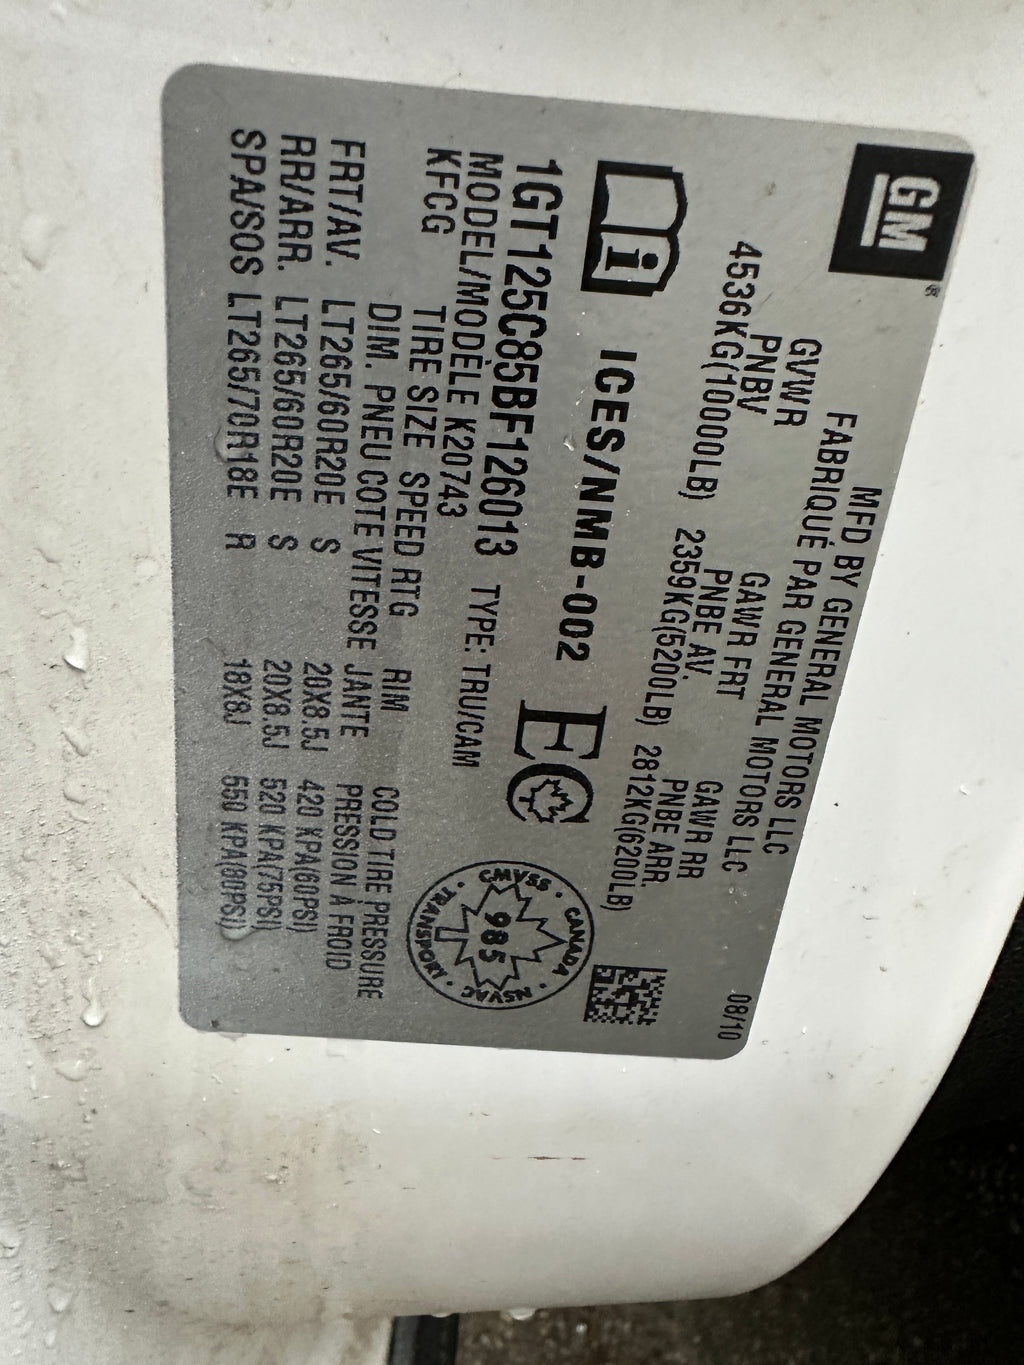 GM®
MFD BY GENERAL MOTORS LLC
FABRIQUÉ PAR GENERAL MOTORS LLC
08/10
GVWR GAWR FRT GAWR RR
PNBV PNBE AV. PNBE ARR.
4536KG(10000LB) 2359KG(5200LB) 2812KG(6200LB)
i ICES/NMB-002 EC
1GT125C85BF126013 TYPE: TRU/CAM
MODEL/MODÈLE K20743
KFCG
CMVSS · CANADA · NSVAC · TRANSPORT ·
985
TIRE SIZE SPEED RTG RIM COLD TIRE PRESSURE
DIM. PNEU COTE VITESSE JANTE PRESSION À FROID
FRT/AV. LT265/60R20E S 20X8.5J 420 KPA(60PSI)
RR/ARR. LT265/60R20E S 20X8.5J 520 KPA(75PSI)
SPA/SOS LT265/70R18E R 18X8J 550 KPA(80PSI)